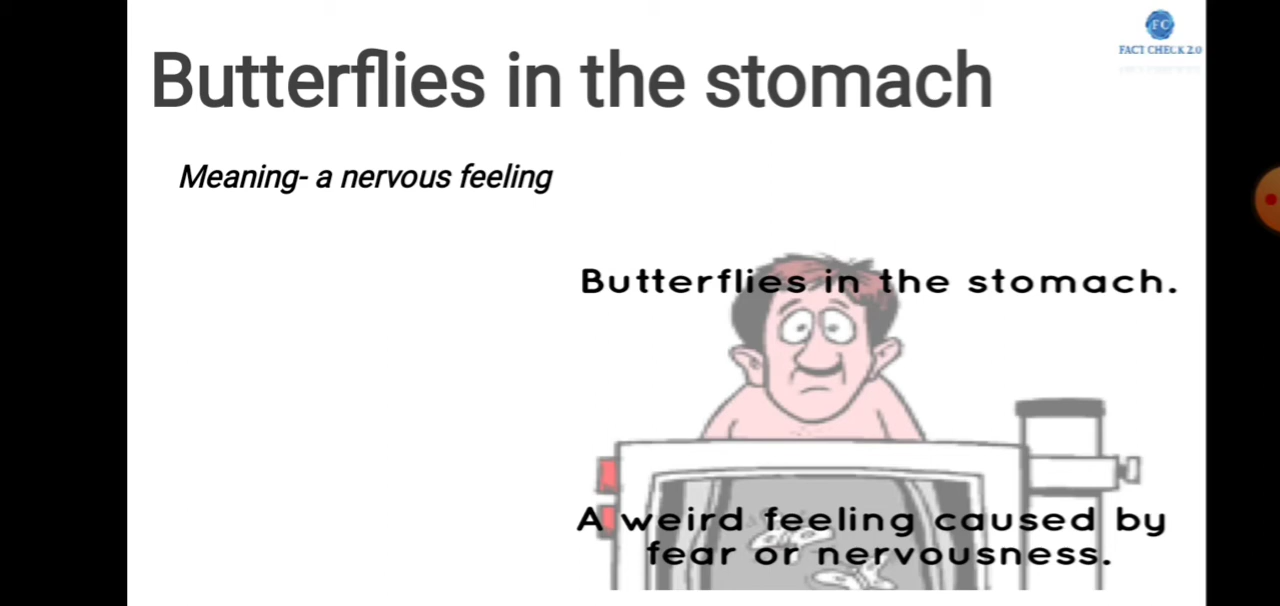 FC
FACT CHECK 2.0
Butterflies in the stomach
Meaning- a nervous feeling
Butterflies in the stomach.
A weird feeling caused by
fear or nervousness.